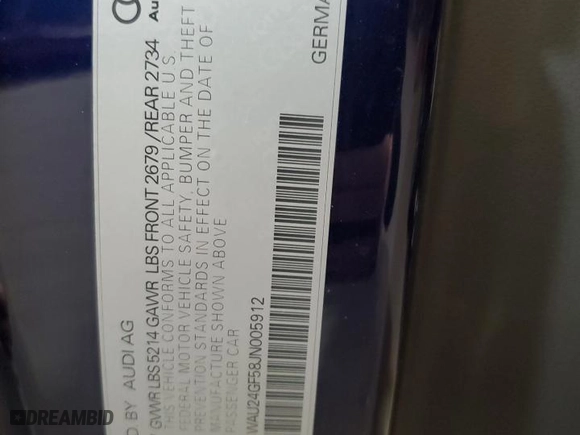 Au
D BY AUDI AG GERMA
GVWR LBS 5214 GAWR LBS FRONT 2679 /REAR 2734
THIS VEHICLE CONFORMS TO ALL APPLICABLE U.S.
FEDERAL MOTOR VEHICLE SAFETY, BUMPER AND THEFT
PREVENTION STANDARDS IN EFFECT ON THE DATE OF
MANUFACTURE SHOWN ABOVE
PASSENGER CAR
WAU24GF58JN005912
DREAMBID